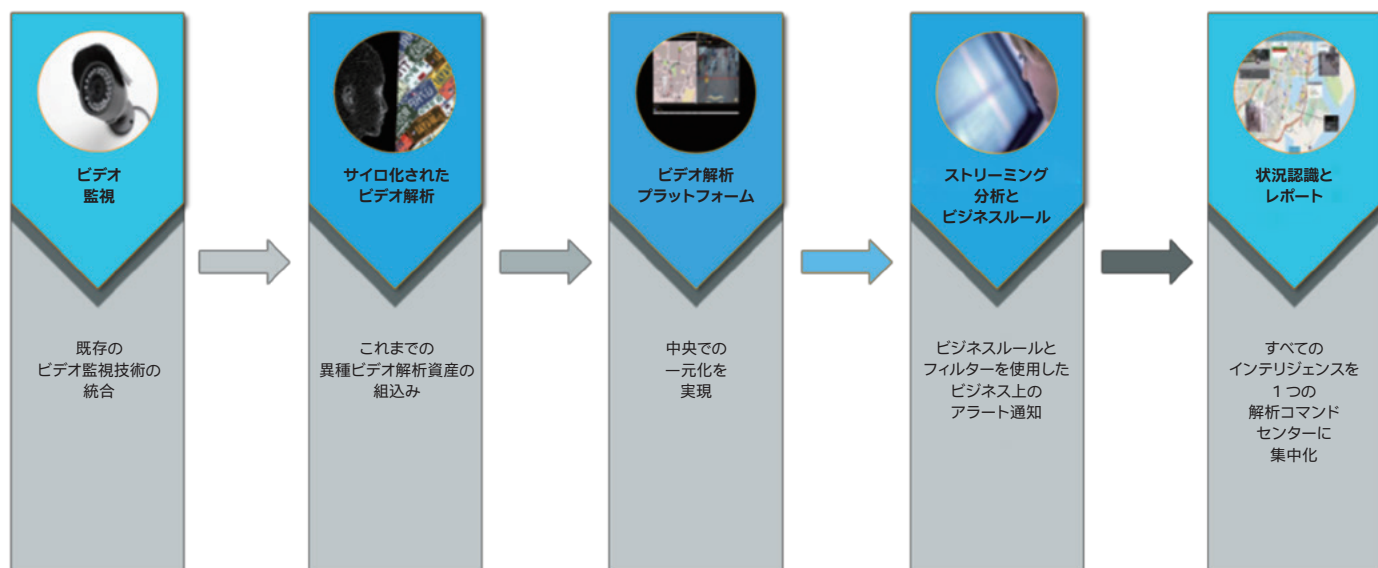 ビデオ
監視
サイロ化された
ビデオ解析
ビデオ解析
プラットフォーム
ストリーミング
分析と
ビジネスルール
状況認識と
レポート
既存の
ビデオ監視技術の
統合
これまでの
異種ビデオ解析資産の
組込み
中央での
一元化を
実現
ビジネスルールと
フィルターを使用した
ビジネス上の
アラート通知
すべての
インテリジェンスを
1つの
解析コマンド
センターに
集中化